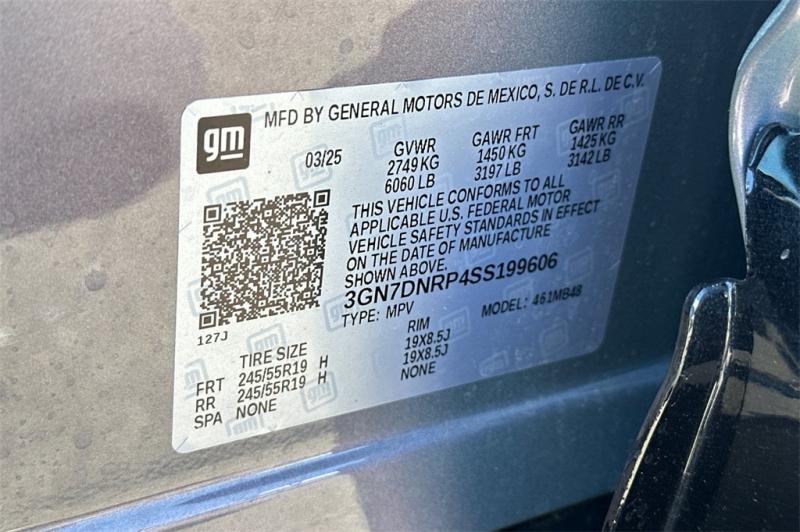 gm
MFD BY GENERAL MOTORS DE MEXICO, S. DE R.L. DE C.V.
03/25
GVWR GAWR FRT GAWR RR
2749 KG 1450 KG 1425 KG
6060 LB 3197 LB 3142 LB
THIS VEHICLE CONFORMS TO ALL
APPLICABLE U.S. FEDERAL MOTOR
VEHICLE SAFETY STANDARDS IN EFFECT
ON THE DATE OF MANUFACTURE
SHOWN ABOVE.
3GN7DNRP4SS199606
TYPE: MPV MODEL: 461MB48
127J
TIRE SIZE RIM
FRT 245/55R19 H 19X8.5J
RR 245/55R19 H 19X8.5J
SPA NONE NONE